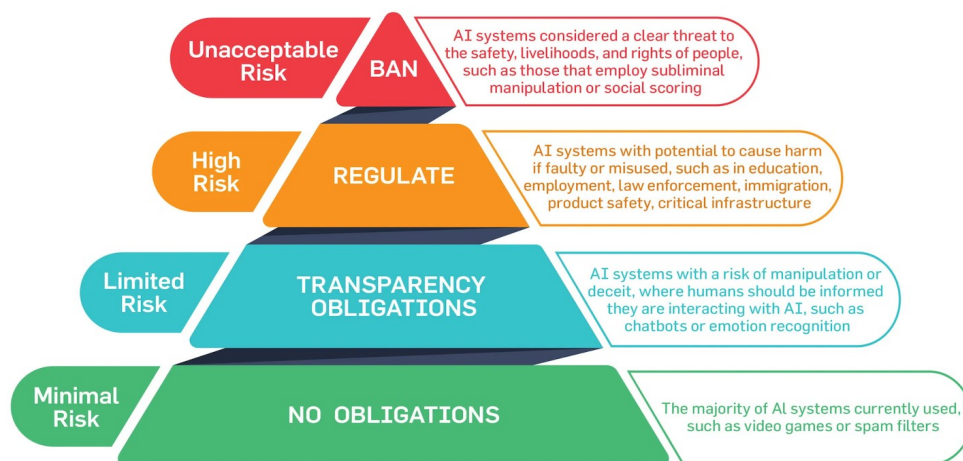 Unacceptable
Risk
BAN
AI systems considered a clear threat to
the safety, livelihoods, and rights of people,
such as those that employ subliminal
manipulation or social scoring
High
Risk
REGULATE
AI systems with potential to cause harm
if faulty or misused, such as in education,
employment, law enforcement, immigration,
product safety, critical infrastructure
Limited
Risk
TRANSPARENCY
OBLIGATIONS
AI systems with a risk of manipulation or
deceit, where humans should be informed
they are interacting with AI, such as
chatbots or emotion recognition
Minimal
Risk
NO OBLIGATIONS
The majority of AI systems currently used,
such as video games or spam filters